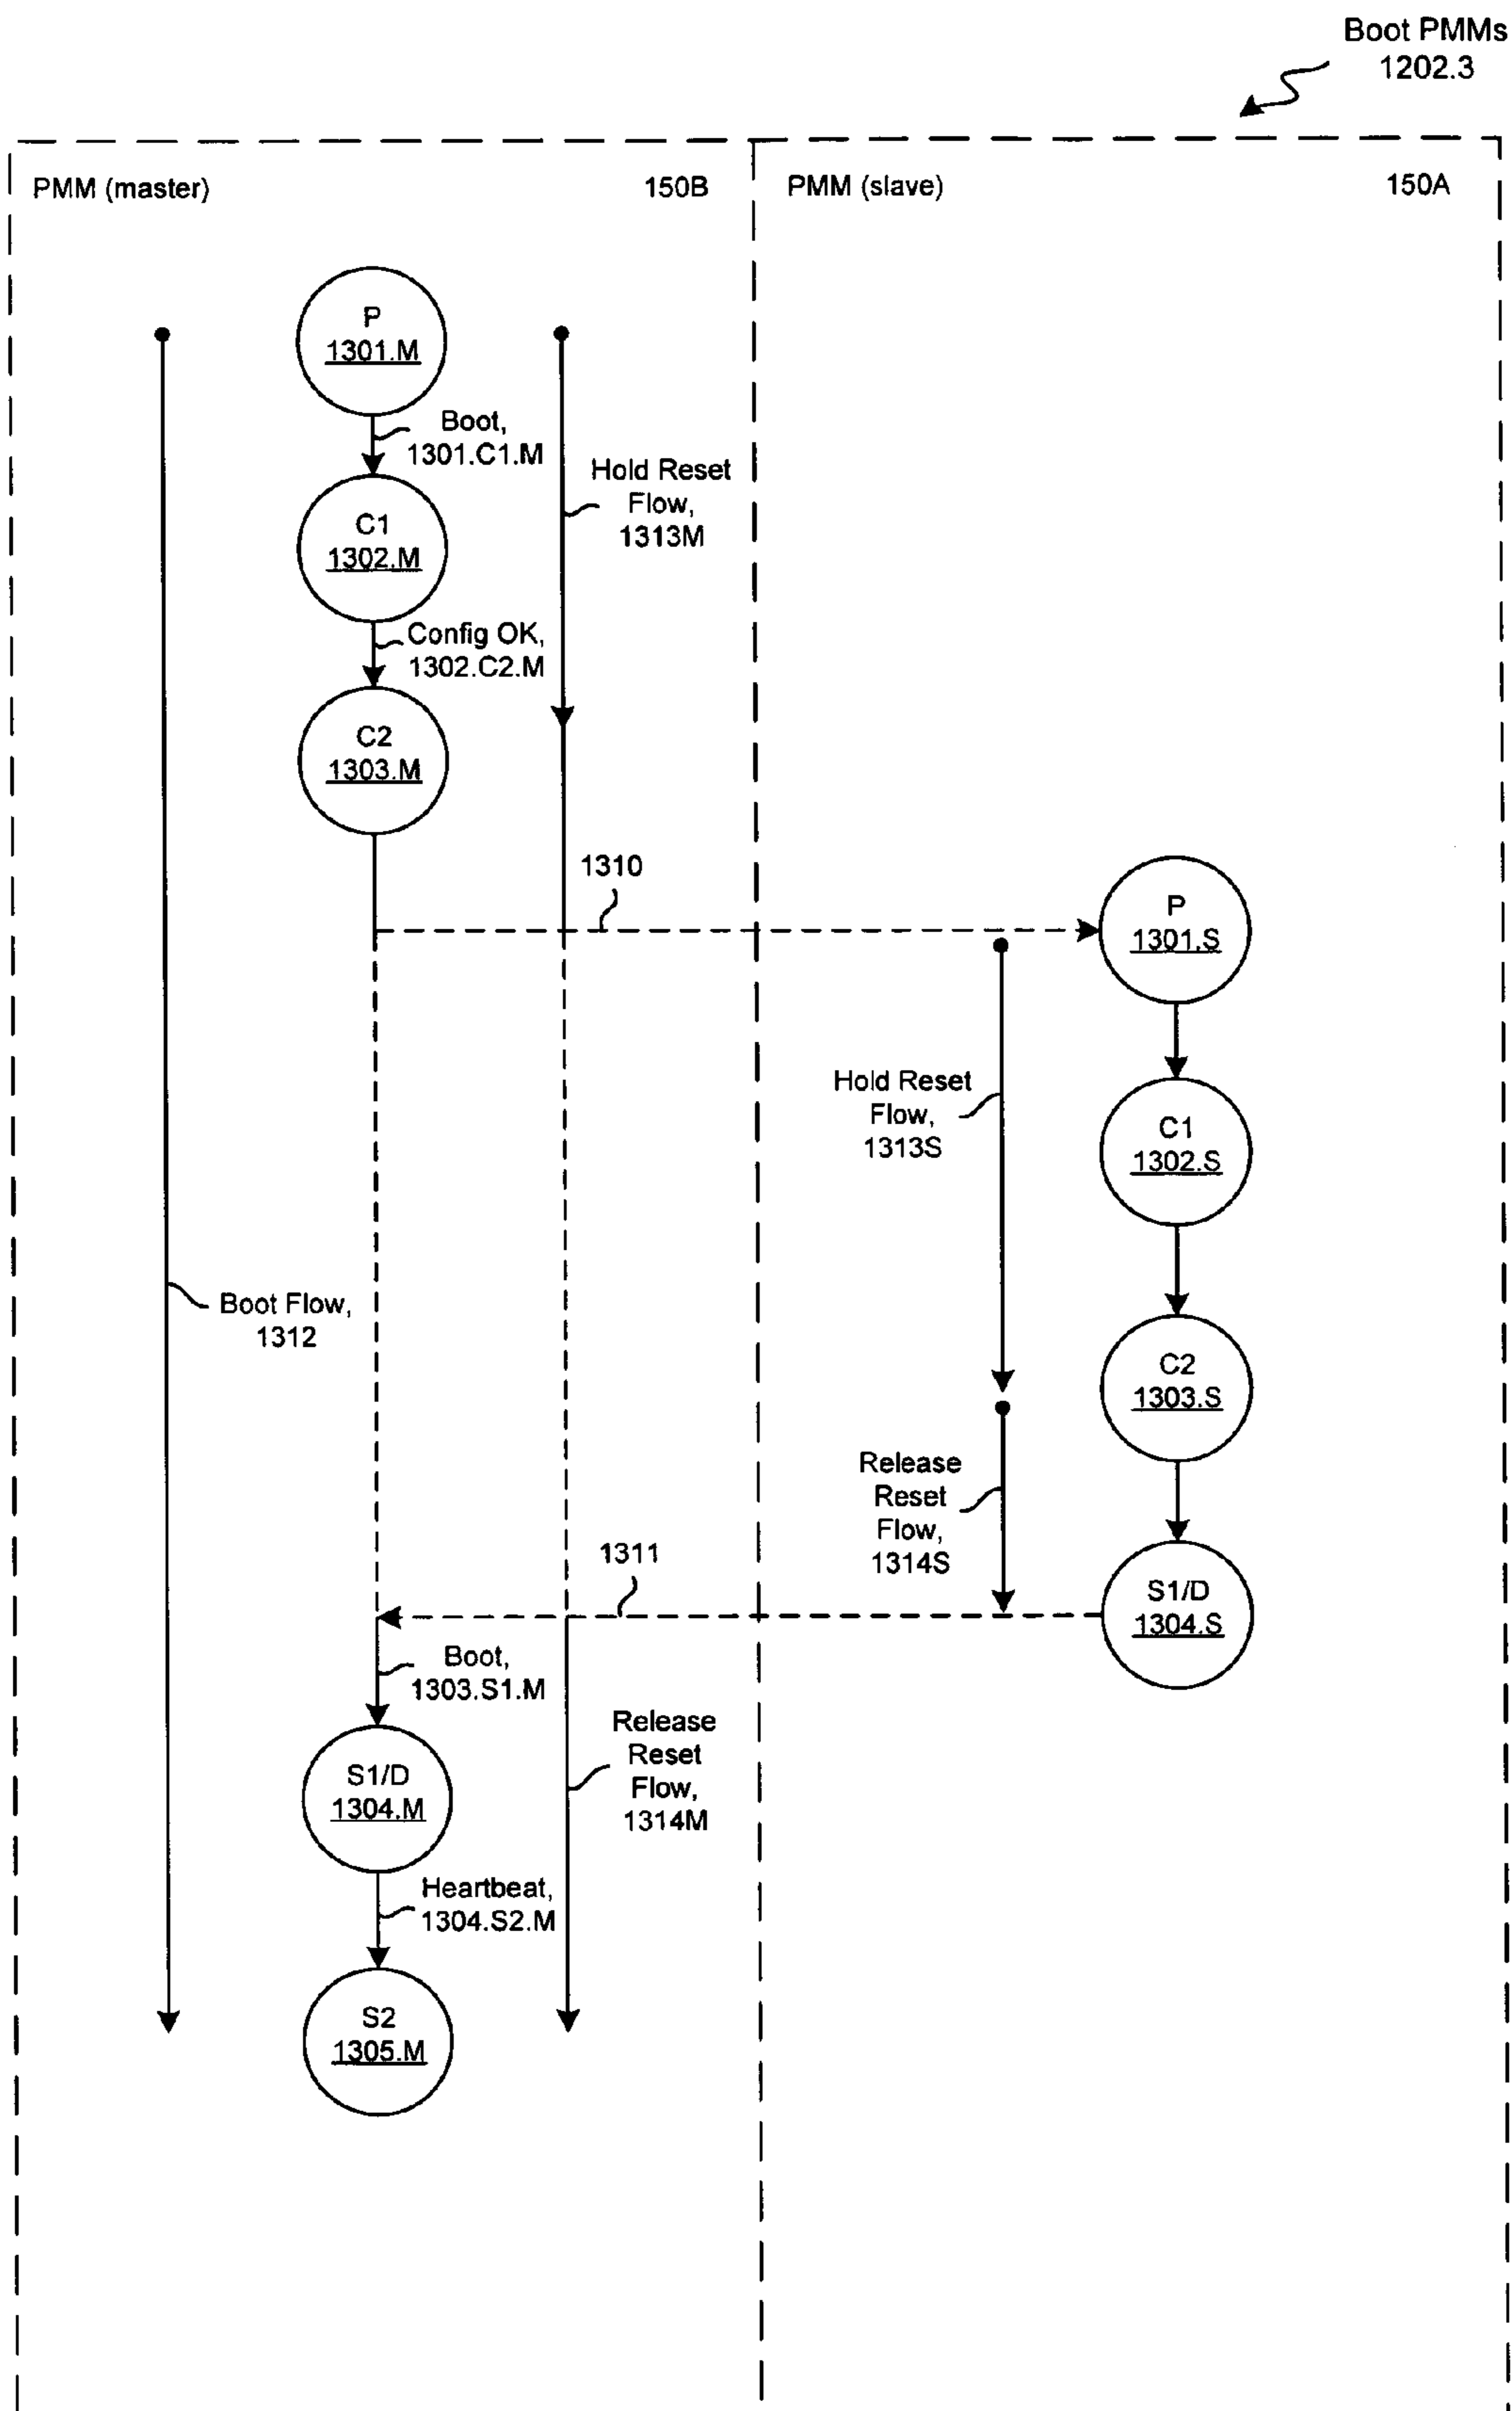 Boot PMMs
1202.3
PMM (master)
150B
PMM (slave)
150A
P
1301.M
Boot,
1301.C1.M
Hold Reset
Flow,
1313M
C1
1302.M
Config OK,
1302.C2.M
C2
1303.M
1310
P
1301.S
Hold Reset
Flow,
1313S
C1
1302.S
Boot Flow,
1312
C2
1303.S
Release
Reset
Flow,
1314S
1311
S1/D
1304.S
Boot,
1303.S1.M
Release
Reset
Flow,
1314M
S1/D
1304.M
Heartbeat,
1304.S2.M
S2
1305.M